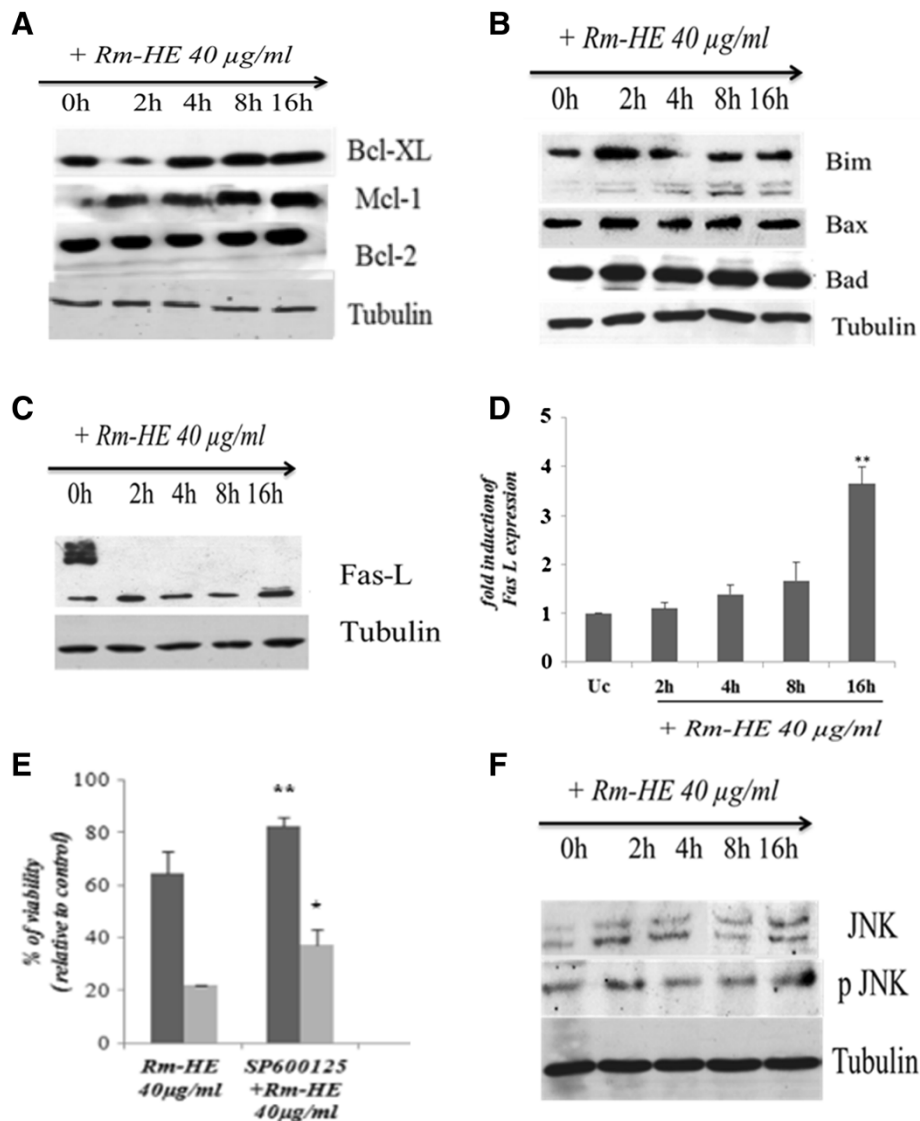 A
+ Rm-HE 40 µg/ml
0h 2h 4h 8h 16h
Bcl-XL
Mcl-1
Bcl-2
Tubulin
B
+ Rm-HE 40 µg/ml
0h 2h 4h 8h 16h
Bim
Bax
Bad
Tubulin
C
+ Rm-HE 40 µg/ml
0h 2h 4h 8h 16h
Fas-L
Tubulin
D
fold inductionof
Fas L expression
5
4
3
2
1
0
**
Uc 2h 4h 8h 16h
+ Rm-HE 40 µg/ml
E
% of viability
(relative to control)
100
80
60
40
20
0
**
*
Rm-HE
40µg/ml
SP600125
+Rm-HE
40µg/ml
F
+ Rm-HE 40 µg/ml
0h 2h 4h 8h 16h
JNK
p JNK
Tubulin